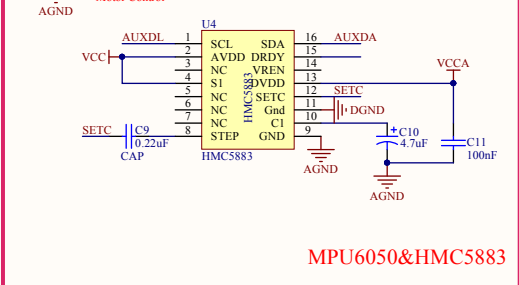 AGND
U4
AUXDL 1 SCL SDA 16 AUXDA
VCC 2 AVDD DRDY 15
3 NC VREN 14
4 S1 DVDD 13 VCCA
5 NC SETC 12 SETC
6 NC Gnd 11 DGND
7 NC C1 10
SETC C9 8 STEP GND 9
0.22uF
CAP
HMC5883
HMC5883
AGND
C10
4.7uF
C11
100nF
AGND
MPU6050&HMC5883